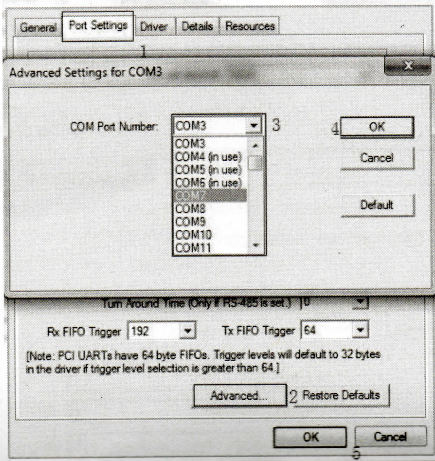 General Port Settings Driver Details Resources
1
Advanced Settings for COM3
COM Port Number: COM3 3 4 OK
COM3
COM4 (in use)
COM5 (in use)
COM6 (in use)
COM7
COM8
COM9
COM10
COM11
Cancel
Default
Turn Around Time (Only if RS-485 is set.) 0
Rx FIFO Trigger 192 Tx FIFO Trigger 64
[Note: PCI UARTs have 64 byte FIFOs. Trigger levels will default to 32 bytes
in the driver if trigger level selection is greater than 64.]
Advanced... 2 Restore Defaults
OK Cancel
5